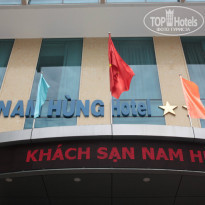 TOP Hotels
NAM HÙNG Hotel
KHÁCH SẠN NAM H